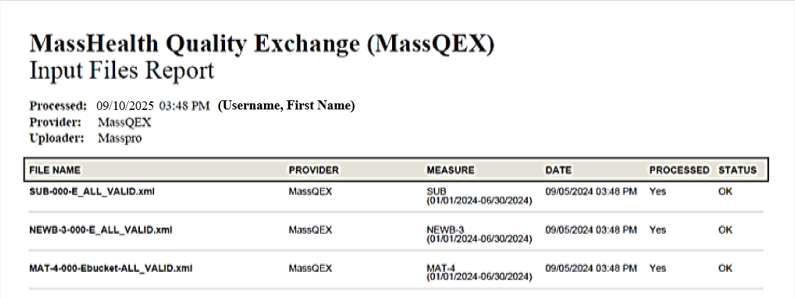 MassHealth Quality Exchange (MassQEX)
Input Files Report
Processed: 09/10/2025 03:48 PM (Username, First Name)
Provider: MassQEX
Uploader: Masspro
FILE NAME PROVIDER MEASURE DATE PROCESSED STATUS
SUB-000-E_ALL_VALID.xml MassQEX SUB 09/05/2024 03:48 PM Yes OK
(01/01/2024-06/30/2024)
NEWB-3-000-E_ALL_VALID.xml MassQEX NEWB-3 09/05/2024 03:48 PM Yes OK
(01/01/2024-06/30/2024)
MAT-4-000-Ebucket-ALL_VALID.xml MassQEX MAT-4 09/05/2024 03:48 PM Yes OK
(01/01/2024-06/30/2024)